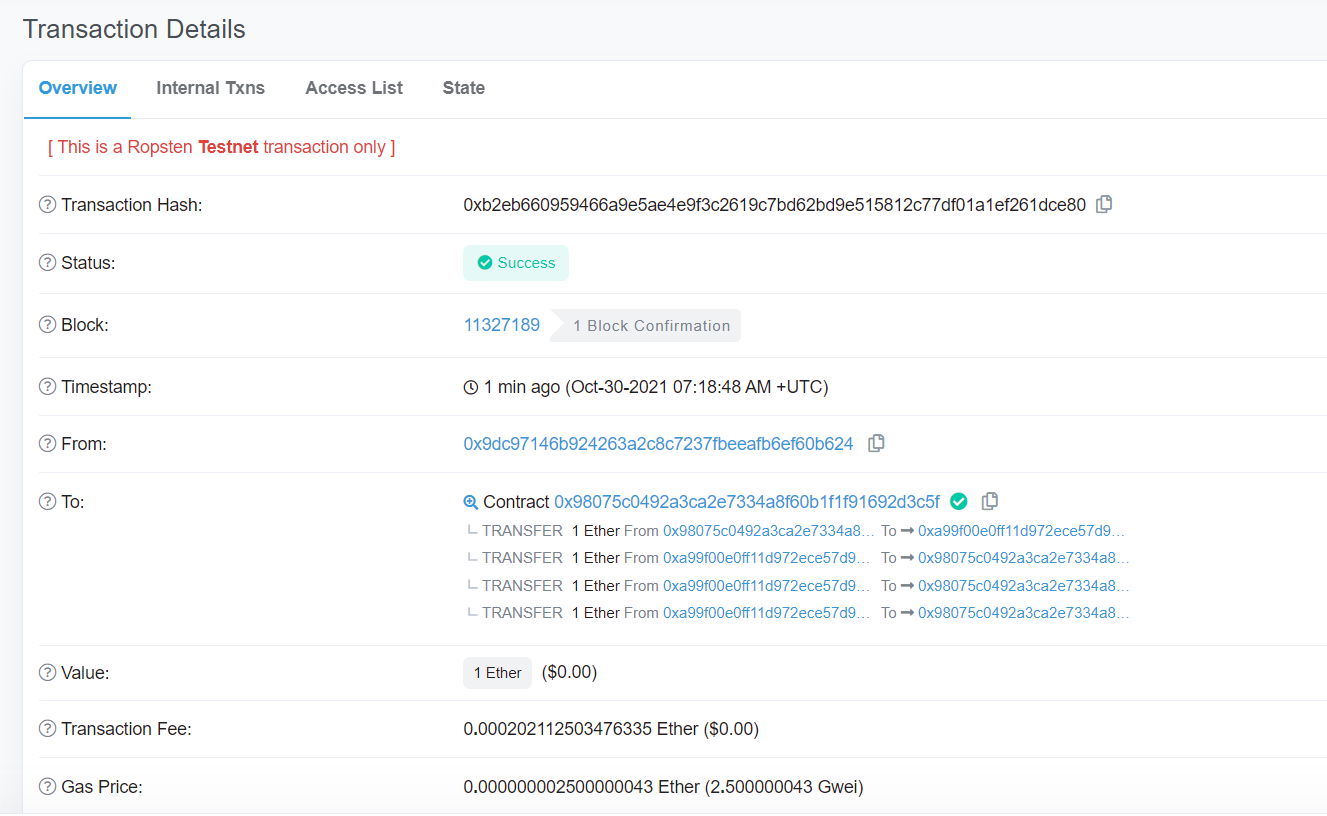 Transaction Details
Overview Internal Txns Access List State
[ This is a Ropsten Testnet transaction only ]
Transaction Hash: 0xb2eb660959466a9e5ae4e9f3c2619c7bd62bd9e515812c77df01a1ef261dce80
Status: Success
Block: 11327189 1 Block Confirmation
Timestamp: 1 min ago (Oct-30-2021 07:18:48 AM +UTC)
From: 0x9dc97146b924263a2c8c7237fbeeafb6ef60b624
To: Contract 0x98075c0492a3ca2e7334a8f60b1f1f91692d3c5f
TRANSFER 1 Ether From 0x98075c0492a3ca2e7334a8... To 0xa99f00e0ff11d972ece57d9...
TRANSFER 1 Ether From 0xa99f00e0ff11d972ece57d9... To 0x98075c0492a3ca2e7334a8...
TRANSFER 1 Ether From 0xa99f00e0ff11d972ece57d9... To 0x98075c0492a3ca2e7334a8...
TRANSFER 1 Ether From 0xa99f00e0ff11d972ece57d9... To 0x98075c0492a3ca2e7334a8...
Value: 1 Ether ($0.00)
Transaction Fee: 0.000202112503476335 Ether ($0.00)
Gas Price: 0.000000002500000043 Ether (2.500000043 Gwei)